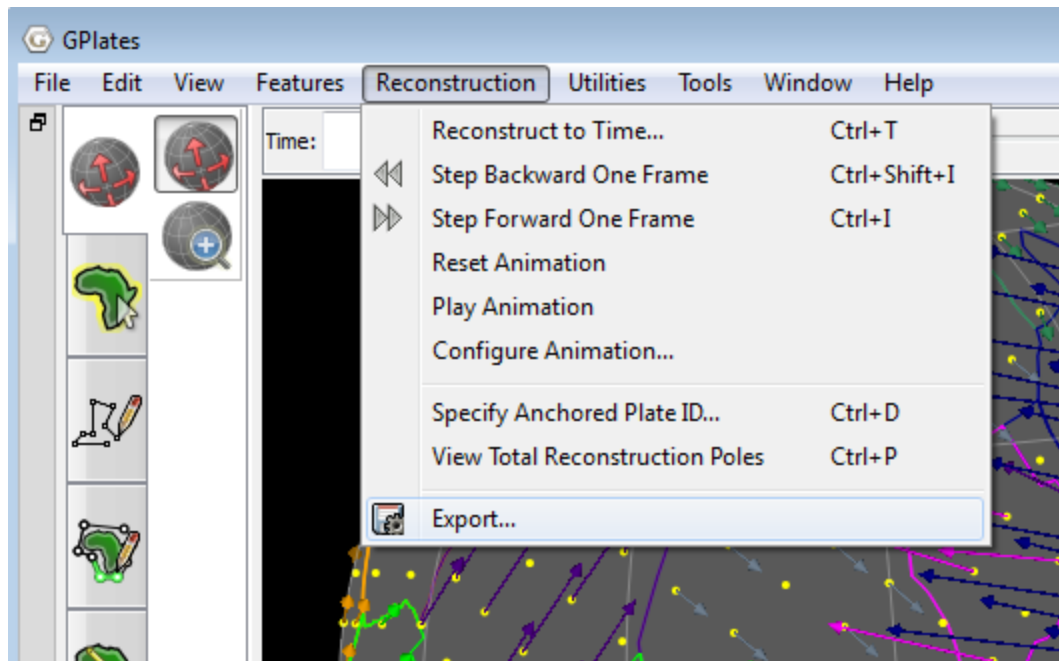 GPlates
File Edit View Features Reconstruction Utilities Tools Window Help
Time:
Reconstruct to Time... Ctrl+T
Step Backward One Frame Ctrl+Shift+I
Step Forward One Frame Ctrl+I
Reset Animation
Play Animation
Configure Animation...
Specify Anchored Plate ID... Ctrl+D
View Total Reconstruction Poles Ctrl+P
Export...